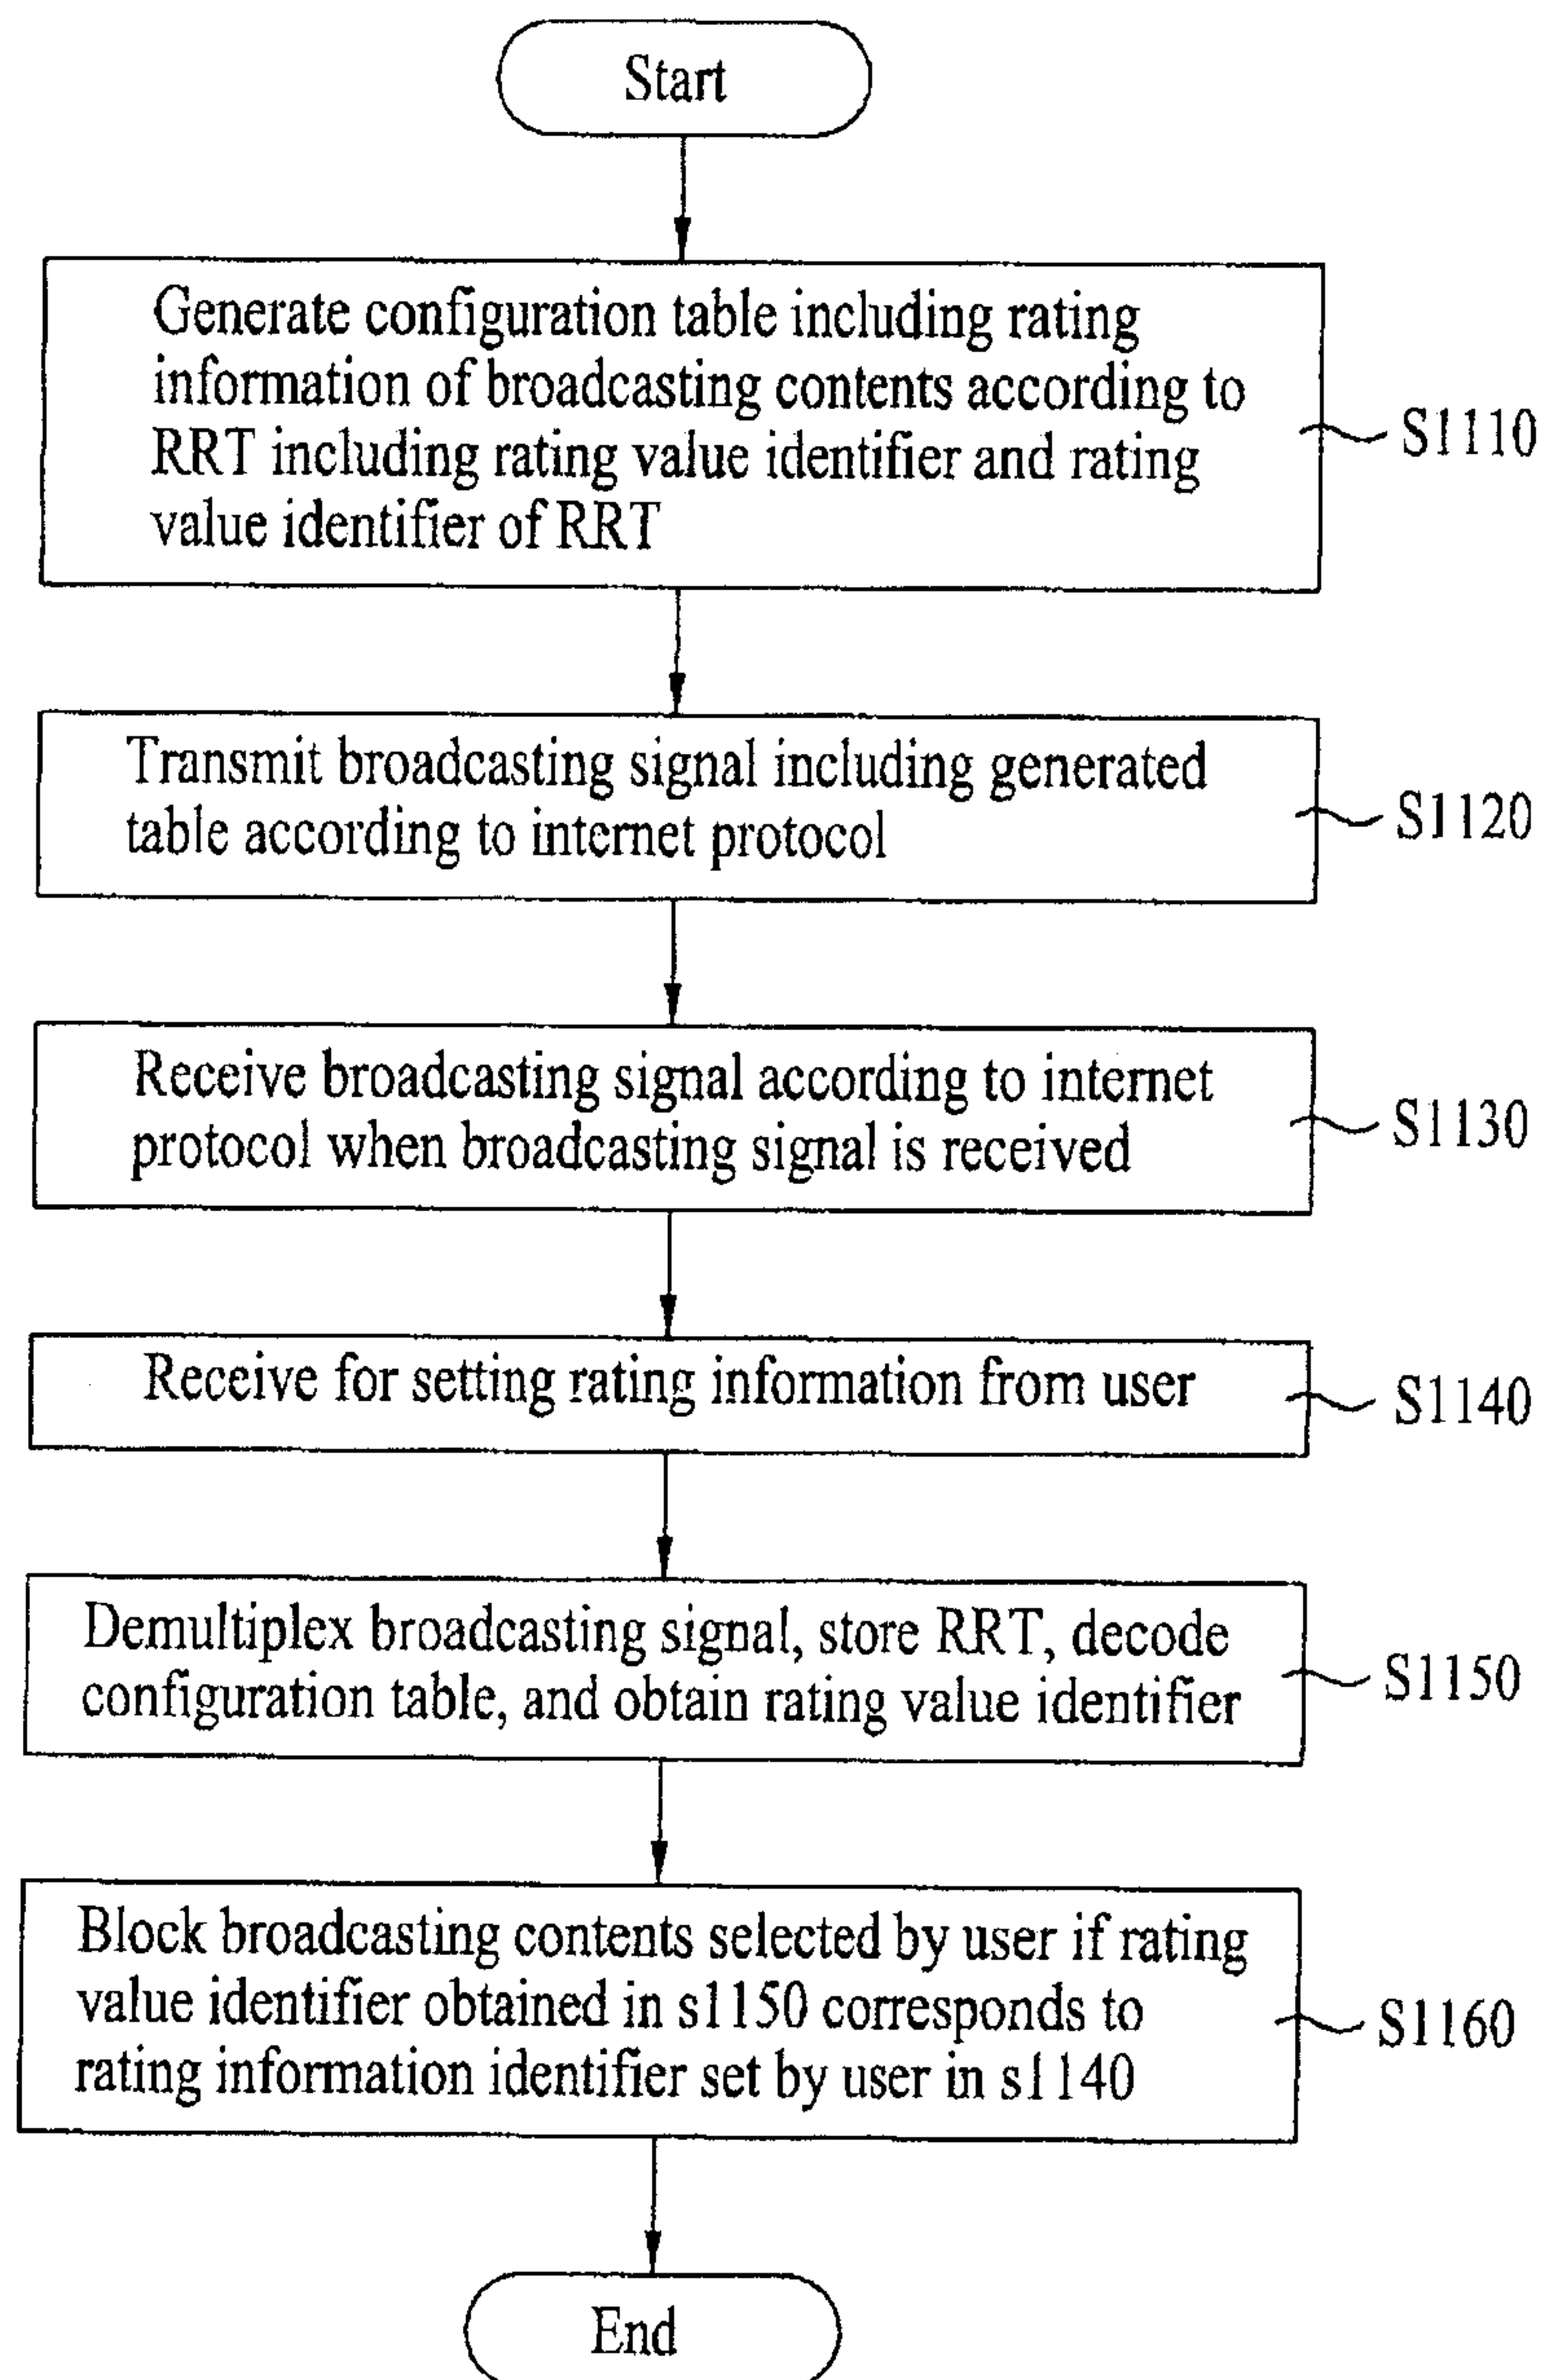 Start
Generate configuration table including rating
information of broadcasting contents according to
RRT including rating value identifier and rating
value identifier of RRT
S1110
Transmit broadcasting signal including generated
table according to internet protocol
S1120
Receive broadcasting signal according to internet
protocol when broadcasting signal is received
S1130
Receive for setting rating information from user
S1140
Demultiplex broadcasting signal, store RRT, decode
configuration table, and obtain rating value identifier
S1150
Block broadcasting contents selected by user if rating
value identifier obtained in s1150 corresponds to
rating information identifier set by user in s1140
S1160
End